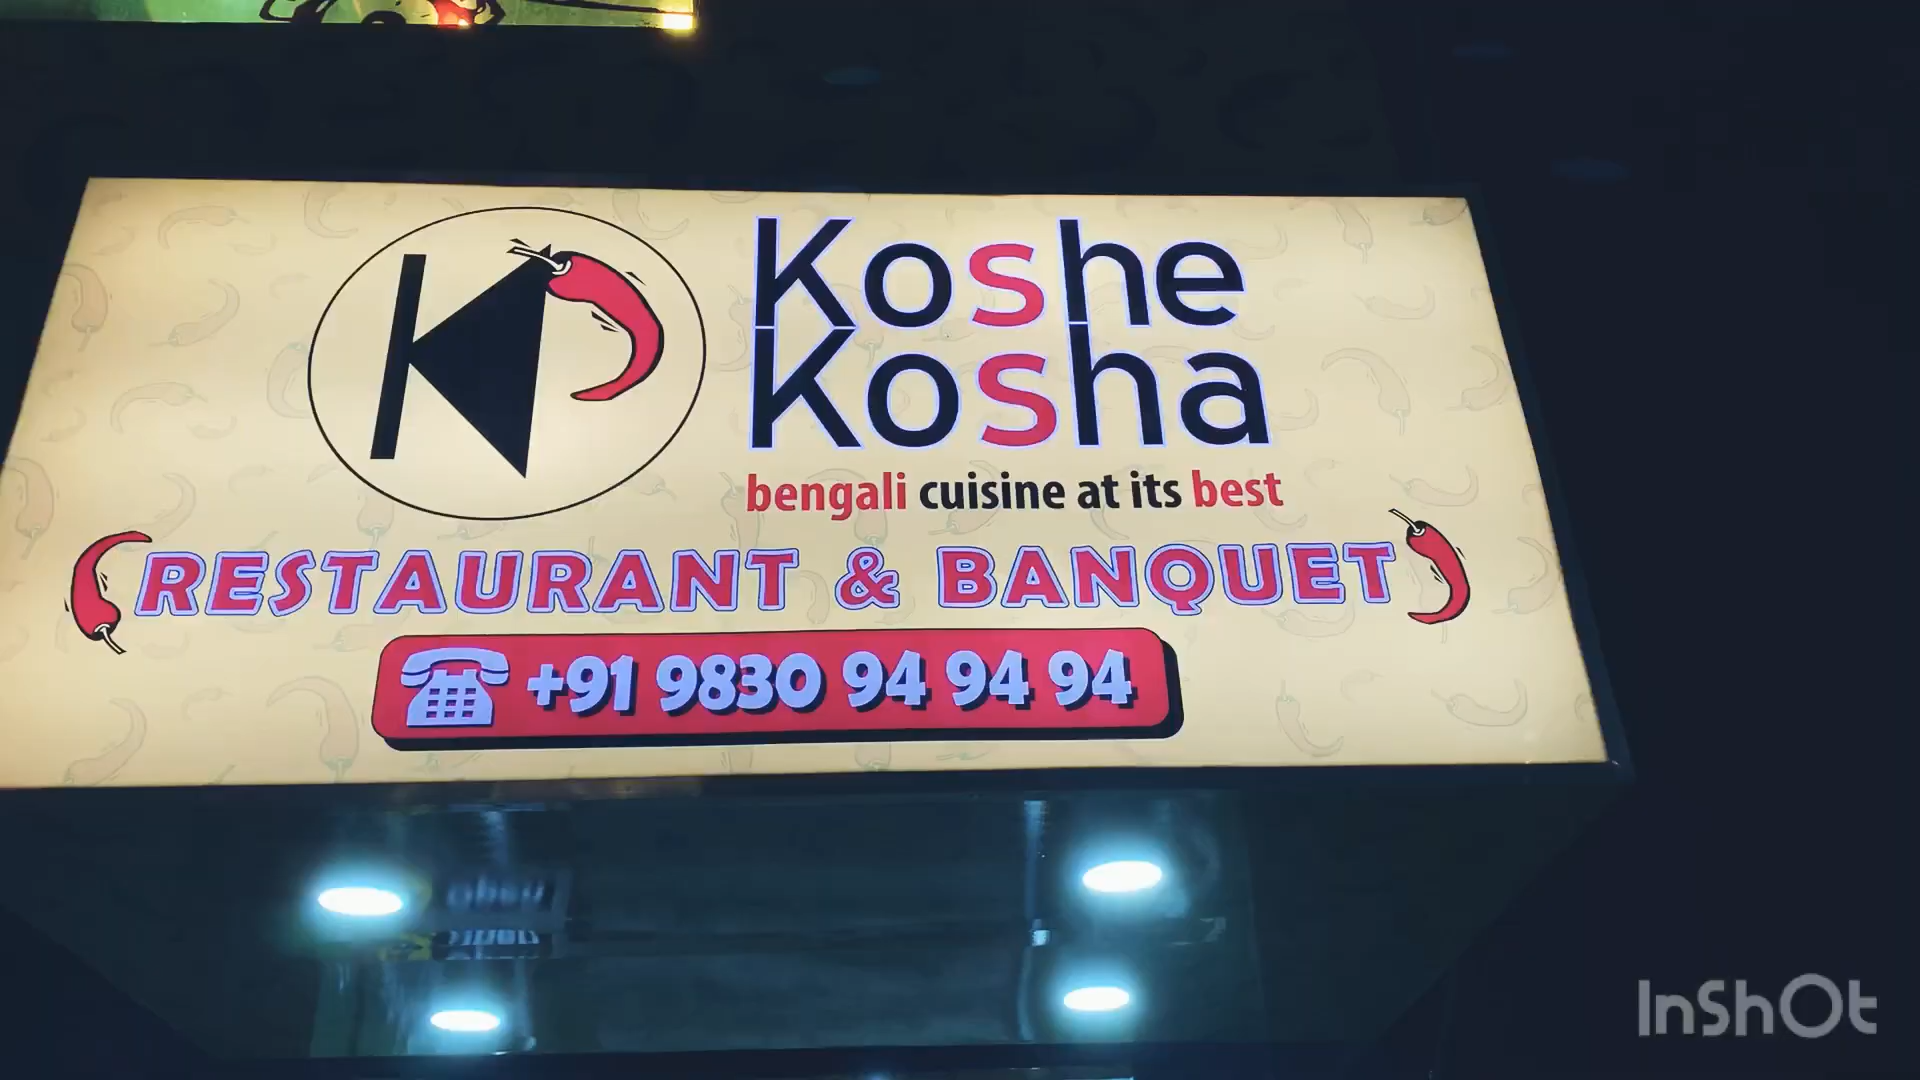 K
Koshe
Kosha
bengali cuisine at its best
RESTAURANT & BANQUET
+91 9830 94 94 94
InShOt